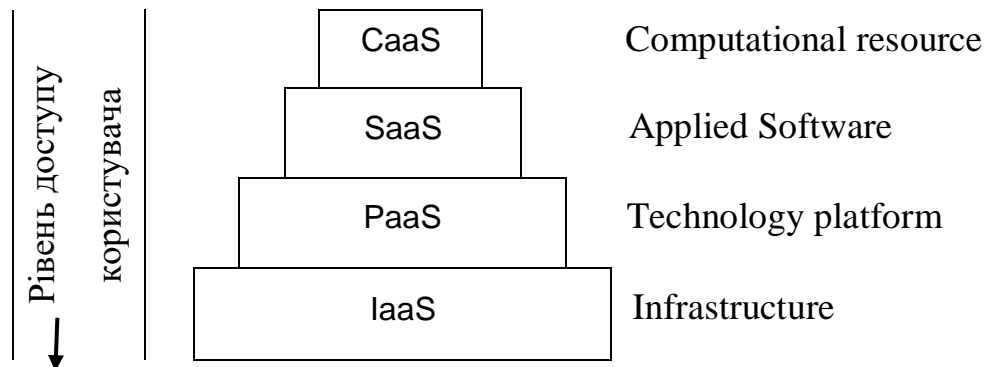 Рівень доступу
користувача
CaaS
Computational resource
SaaS
Applied Software
PaaS
Technology platform
IaaS
Infrastructure